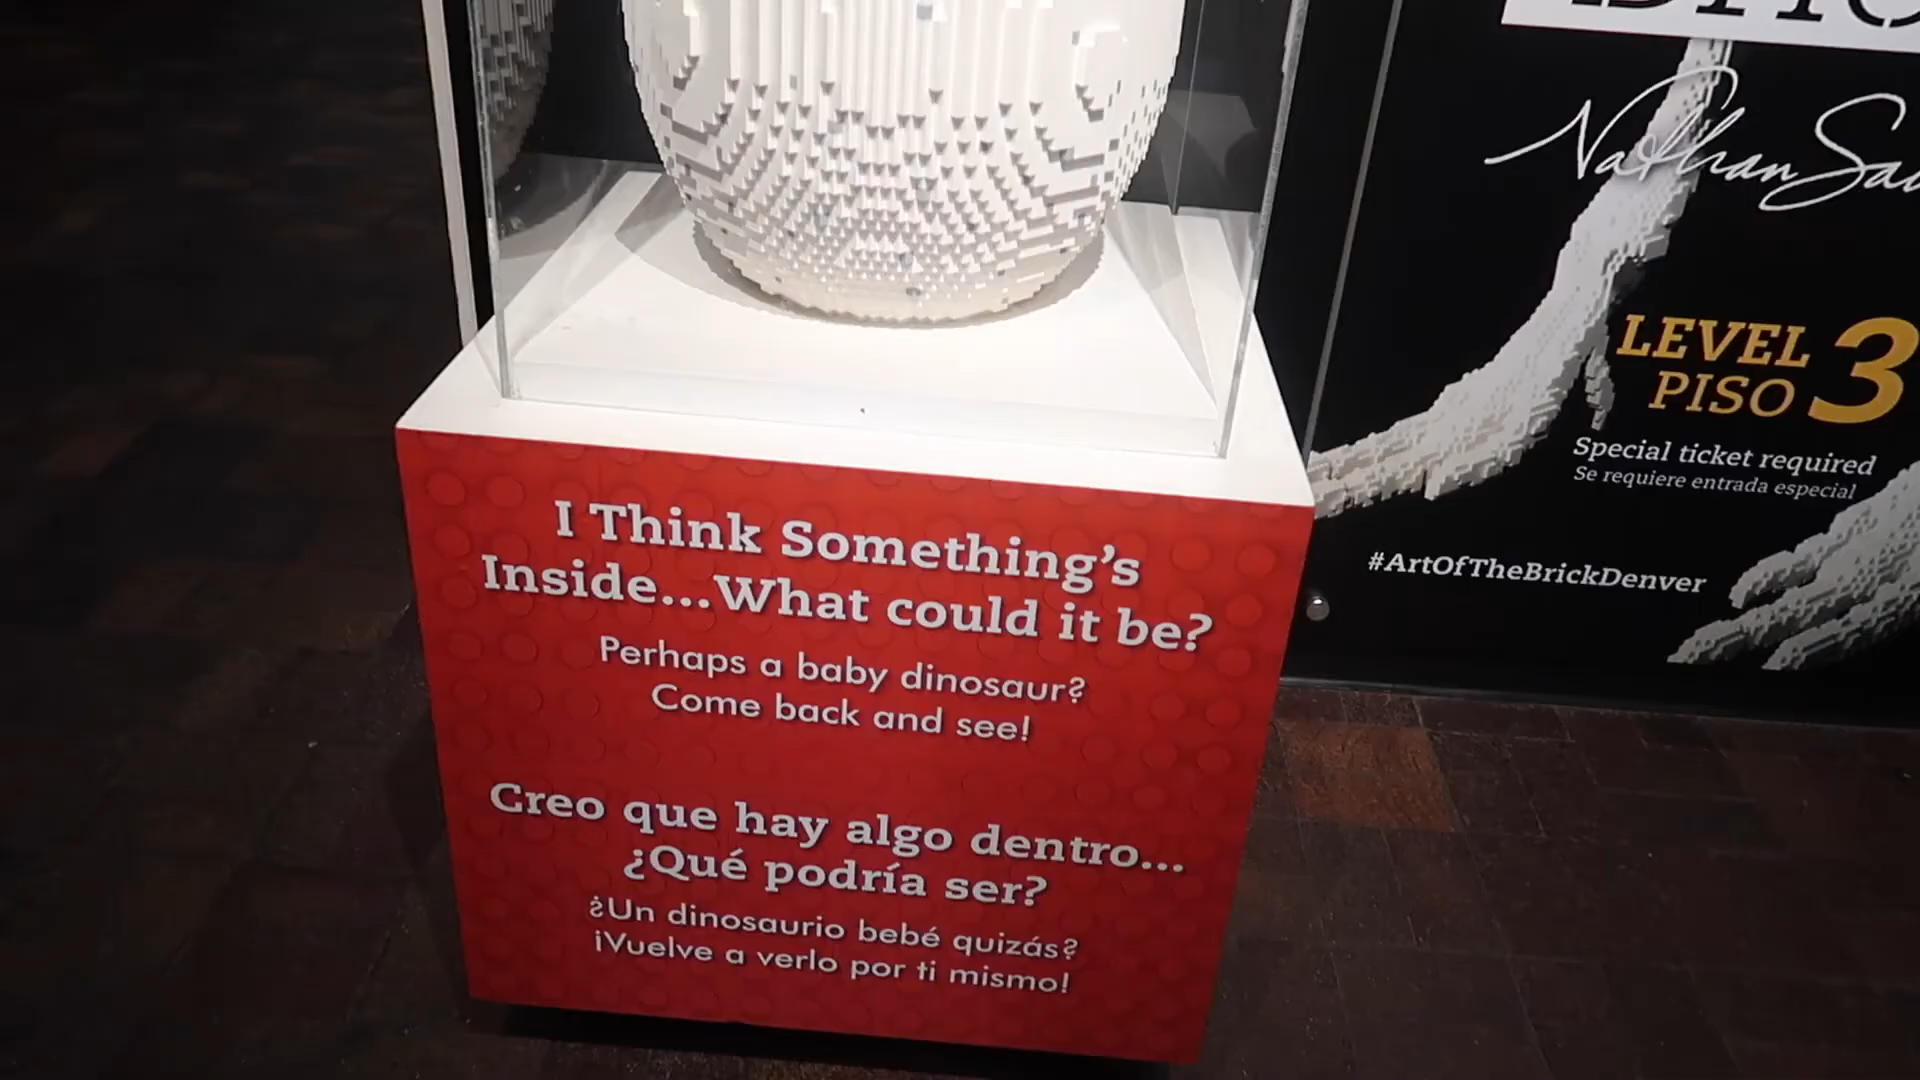 I Think Something's
Inside...What could it be?
Perhaps a baby dinosaur?
Come back and see!
Creo que hay algo dentro...
¿Qué podría ser?
¿Un dinosaurio bebé quizás?
¡Vuelve a verlo por ti mismo!
Nathan
LEVEL
PISO
3
Special ticket required
Se requiere entrada especial
#ArtOfTheBrickDenver